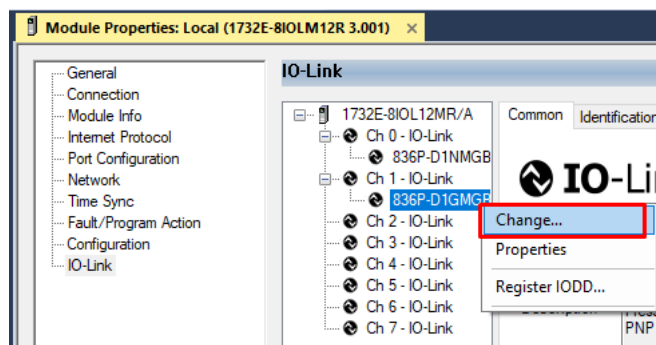 Module Properties: Local (1732E-8IOLM12R 3.001) ×
General
Connection
Module Info
Internet Protocol
Port Configuration
Network
Time Sync
Fault/Program Action
Configuration
IO-Link
IO-Link
1732E-8IOL12MR/A
Ch 0 - IO-Link
836P-D1NMGB
Ch 1 - IO-Link
836P-D1GMGB
Ch 2 - IO-Link
Ch 3 - IO-Link
Ch 4 - IO-Link
Ch 5 - IO-Link
Ch 6 - IO-Link
Ch 7 - IO-Link
Common Identification
IO-Li
Change...
Properties
Register IODD...
PNP